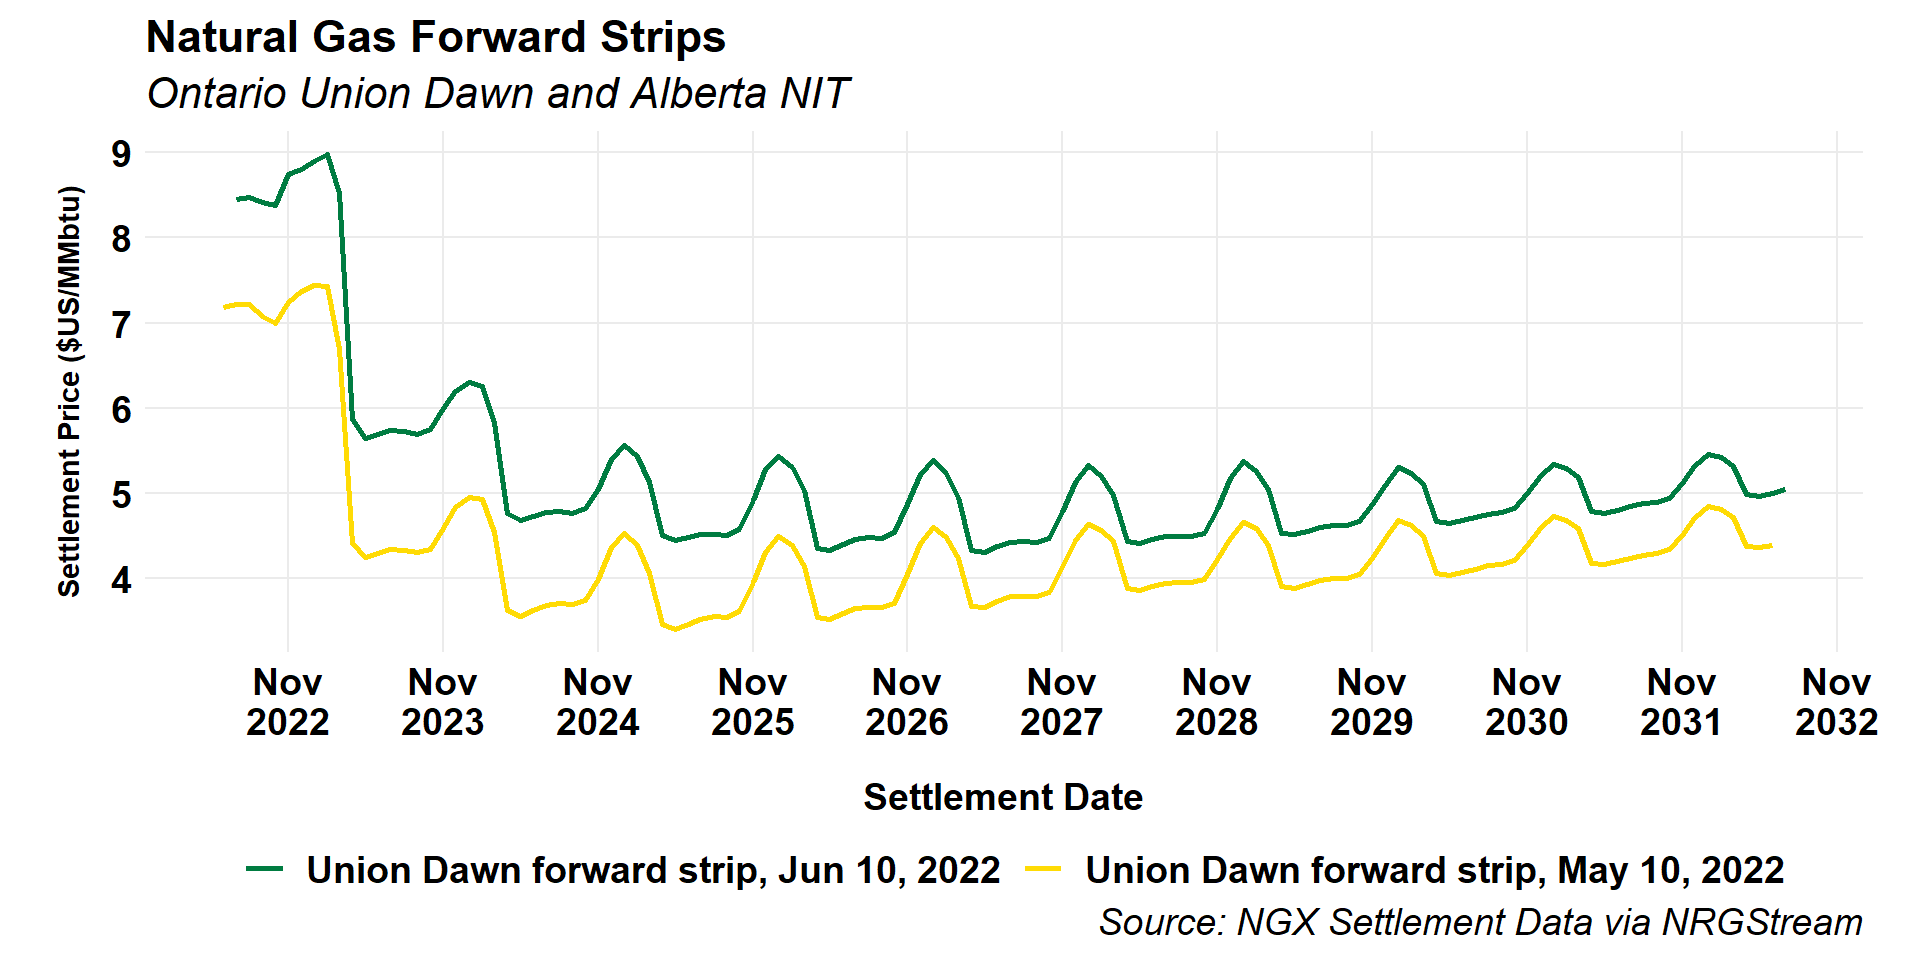 Natural Gas Forward Strips
Ontario Union Dawn and Alberta NIT
Settlement Price ($US/MMbtu)
9
8
7
6
5
4
Nov 2022
Nov 2023
Nov 2024
Nov 2025
Nov 2026
Nov 2027
Nov 2028
Nov 2029
Nov 2030
Nov 2031
Nov 2032
Settlement Date
Union Dawn forward strip, Jun 10, 2022
Union Dawn forward strip, May 10, 2022
Source: NGX Settlement Data via NRGStream